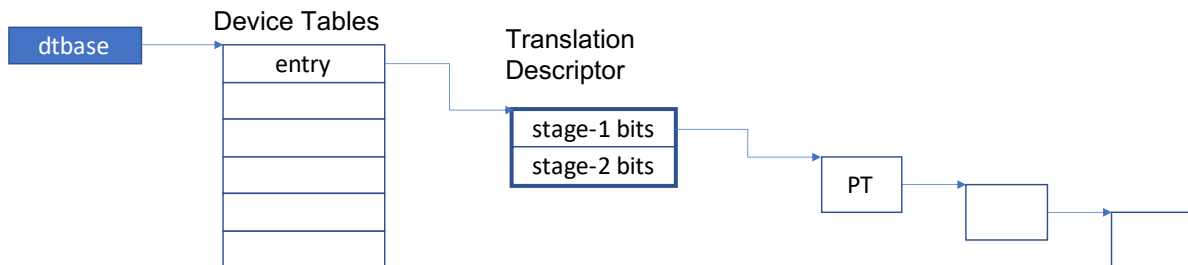 Device Tables
dtbase
entry
Translation
Descriptor
stage-1 bits
stage-2 bits
PT